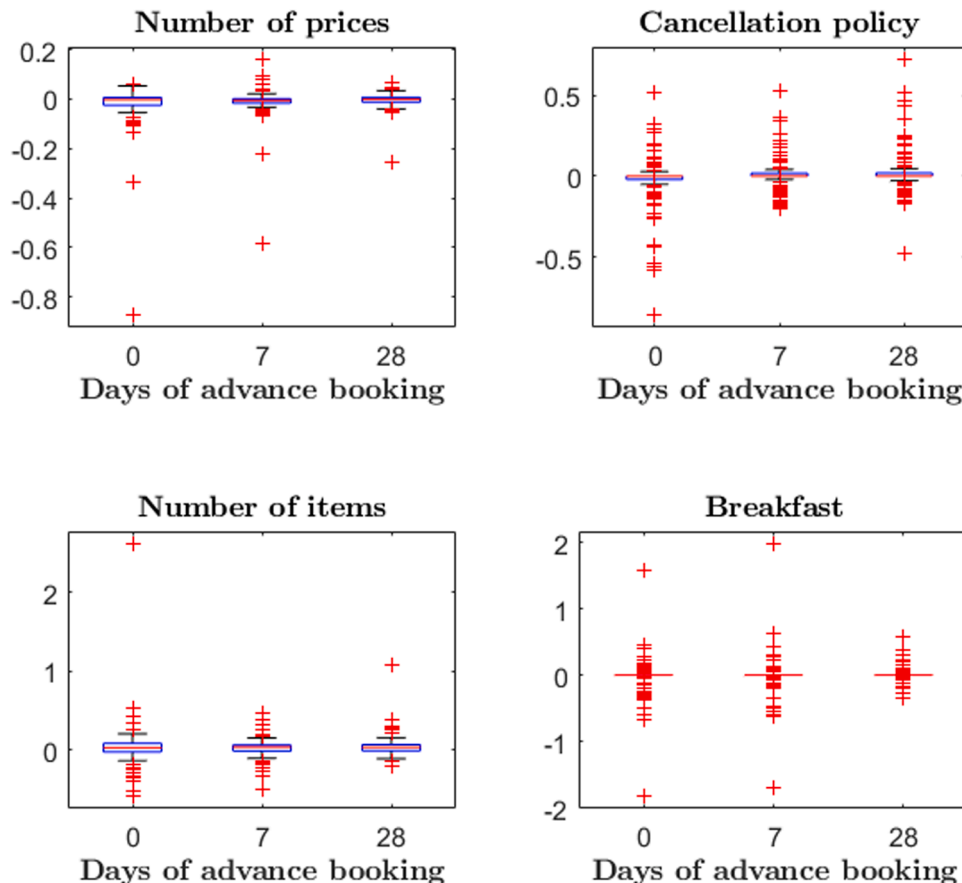 Number of prices
0.2
0
-0.2
-0.4
-0.6
-0.8
0 7 28
Days of advance booking
Cancellation policy
0.5
0
-0.5
0 7 28
Days of advance booking
Number of items
2
1
0
0 7 28
Days of advance booking
Breakfast
2
1
0
-1
-2
0 7 28
Days of advance booking